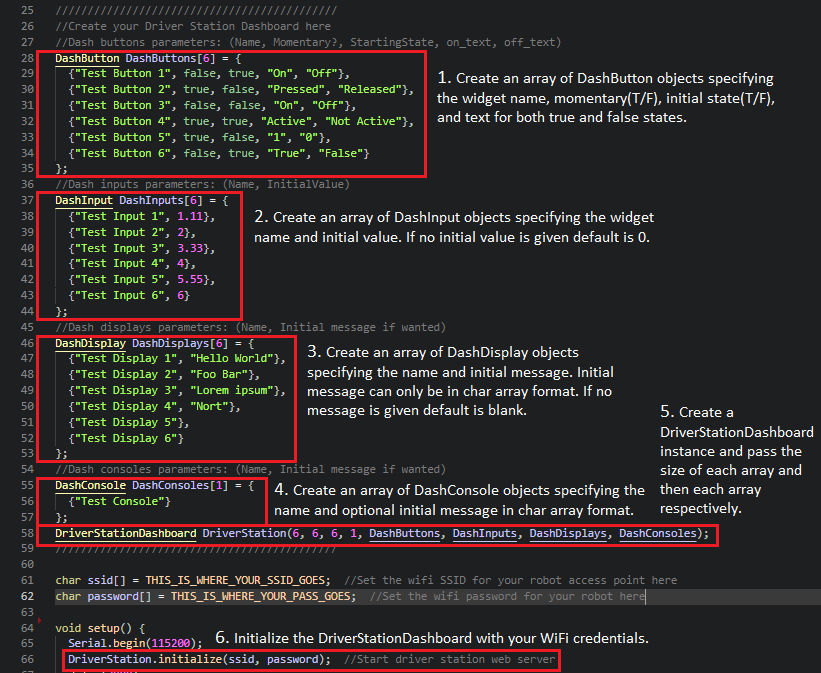 25 ////////////////////////////////////////////
26 //Create your Driver Station Dashboard here
27 //Dash buttons parameters: (Name, Momentary?, StartingState, on_text, off_text)
28 DashButton DashButtons[6] = {
29 {"Test Button 1", false, true, "On", "Off"},
30 {"Test Button 2", true, false, "Pressed", "Released"},
31 {"Test Button 3", false, false, "On", "Off"},
32 {"Test Button 4", true, true, "Active", "Not Active"},
33 {"Test Button 5", true, false, "1", "0"},
34 {"Test Button 6", false, true, "True", "False"}
35 };
1. Create an array of DashButton objects specifying
the widget name, momentary(T/F), initial state(T/F),
and text for both true and false states.
36 //Dash inputs parameters: (Name, InitialValue)
37 DashInput DashInputs[6] = {
38 {"Test Input 1", 1.11},
39 {"Test Input 2", 2},
40 {"Test Input 3", 3.33},
41 {"Test Input 4", 4},
42 {"Test Input 5", 5.55},
43 {"Test Input 6", 6}
44 };
2. Create an array of DashInput objects specifying the widget
name and initial value. If no initial value is given default is 0.
45 //Dash displays parameters: (Name, Initial message if wanted)
46 DashDisplay DashDisplays[6] = {
47 {"Test Display 1", "Hello World"},
48 {"Test Display 2", "Foo Bar"},
49 {"Test Display 3", "Lorem ipsum"},
50 {"Test Display 4", "Nort"},
51 {"Test Display 5"},
52 {"Test Display 6"}
53 };
3. Create an array of DashDisplay objects
specifying the name and initial message. Initial
message can only be in char array format. If no
message is given default is blank.
54 //Dash consoles parameters: (Name, Initial message if wanted)
55 DashConsole DashConsoles[1] = {
56 {"Test Console"}
57 };
4. Create an array of DashConsole objects specifying the
name and optional initial message in char array format.
5. Create a
DriverStationDashboard
instance and pass the
size of each array and
then each array
respectively.
58 DriverStationDashboard DriverStation(6, 6, 6, 1, DashButtons, DashInputs, DashDisplays, DashConsoles);
59 ////////////////////////////////////////////
60
61 char ssid[] = THIS_IS_WHERE_YOUR_SSID_GOES; //Set the wifi SSID for your robot access point here
62 char password[] = THIS_IS_WHERE_YOUR_PASS_GOES; //Set the wifi password for your robot here
63
64 void setup() {
65 Serial.begin(115200);
6. Initialize the DriverStationDashboard with your WiFi credentials.
66 DriverStation.initialize(ssid, password); //Start driver station web server